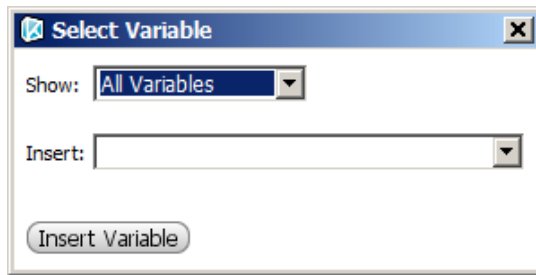 Select Variable
Show: All Variables
Insert:
Insert Variable